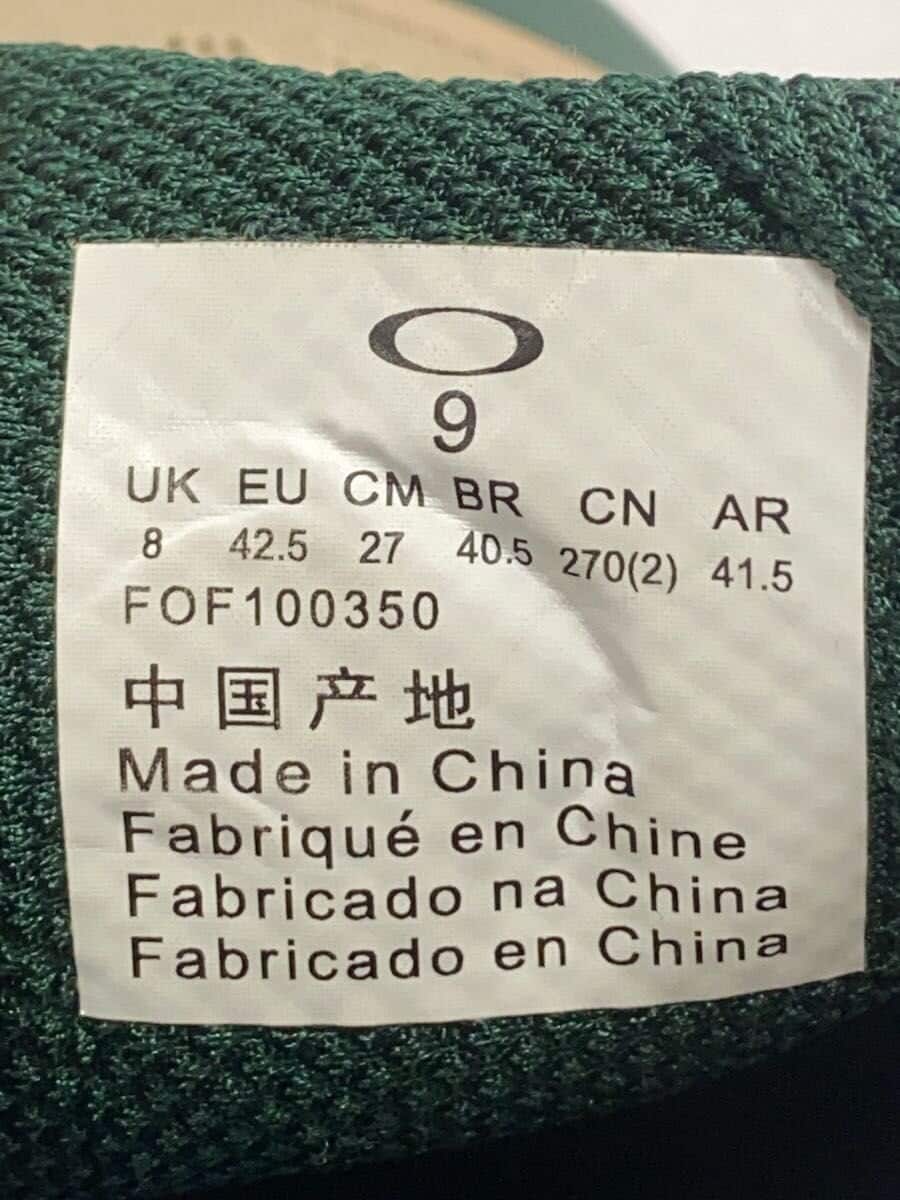 9
UK EU CM BR CN AR
8 42.5 27 40.5 270(2) 41.5
FOF100350
中国产地
Made in China
Fabriqué en Chine
Fabricado na China
Fabricado en China